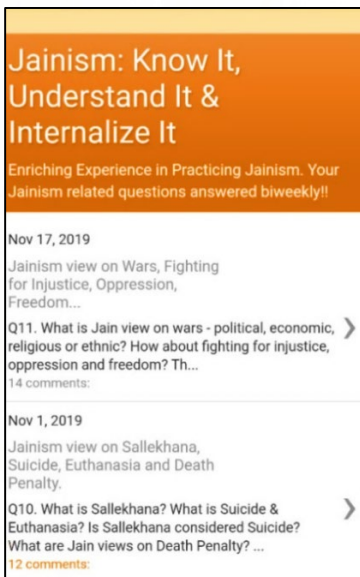 Jainism: Know It,
Understand It &
Internalize It
Enriching Experience in Practicing Jainism. Your
Jainism related questions answered biweekly!!
Nov 17, 2019
Jainism view on Wars, Fighting
for Injustice, Oppression,
Freedom...
Q11. What is Jain view on wars - political, economic,
religious or ethnic? How about fighting for injustice,
oppression and freedom? Th...
14 comments:
Nov 1, 2019
Jainism view on Sallekhana,
Suicide, Euthanasia and Death
Penalty.
Q10. What is Sallekhana? What is Suicide &
Euthanasia? Is Sallekhana considered Suicide?
What are Jain views on Death Penalty? ...
12 comments: